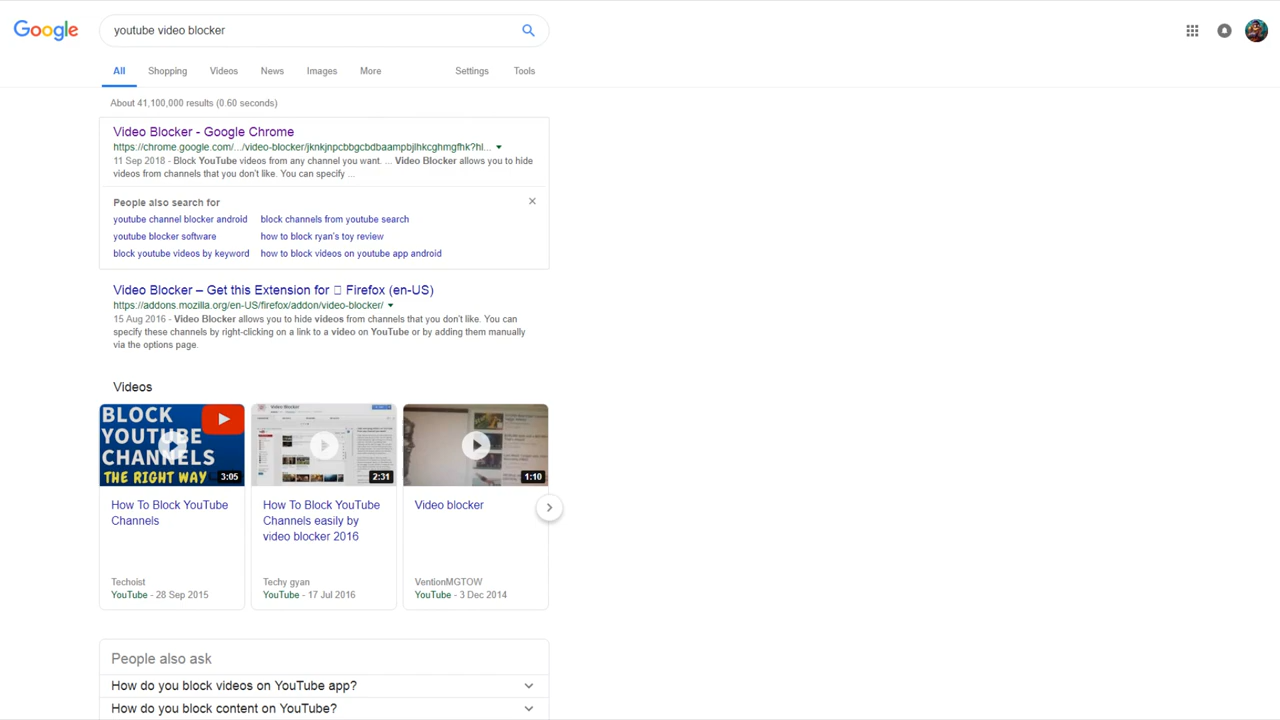 Google
youtube video blocker
All Shopping Videos News Images More Settings Tools
About 41,100,000 results (0.60 seconds)
Video Blocker - Google Chrome
https://chrome.google.com/.../video-blocker/jknkjnpcbbgcbdbaampbjlhkcghmgfhk?hl...
11 Sep 2018 - Block YouTube videos from any channel you want. ... Video Blocker allows you to hide
videos from channels that you don't like. You can specify ...
People also search for
youtube channel blocker android block channels from youtube search
youtube blocker software how to block ryan's toy review
block youtube videos by keyword how to block videos on youtube app android
Video Blocker – Get this Extension for Firefox (en-US)
https://addons.mozilla.org/en-US/firefox/addon/video-blocker/
15 Aug 2016 - Video Blocker allows you to hide videos from channels that you don't like. You can
specify these channels by right-clicking on a link to a video on YouTube or by adding them manually
via the options page.
Videos
BLOCK
YOUTUBE
CHANNELS
THE RIGHT WAY 3:05
Video Blocker
2:31
1:10
How To Block YouTube
Channels
Techoist
YouTube - 28 Sep 2015
How To Block YouTube
Channels easily by
video blocker 2016
Techy gyan
YouTube - 17 Jul 2016
Video blocker
VentionMGTOW
YouTube - 3 Dec 2014
People also ask
How do you block videos on YouTube app?
How do you block content on YouTube?